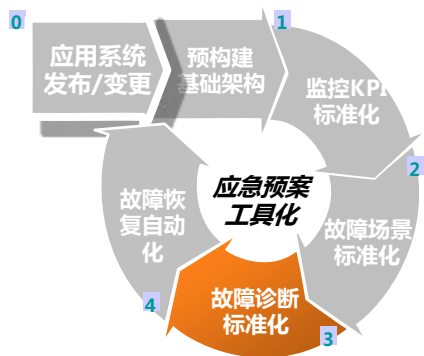 0
应用系统
发布/变更
1
预构建
基础架构
监控KPI
标准化
2
故障场景
标准化
3
故障诊断
标准化
4
故障恢
复自动
化
应急预案
工具化